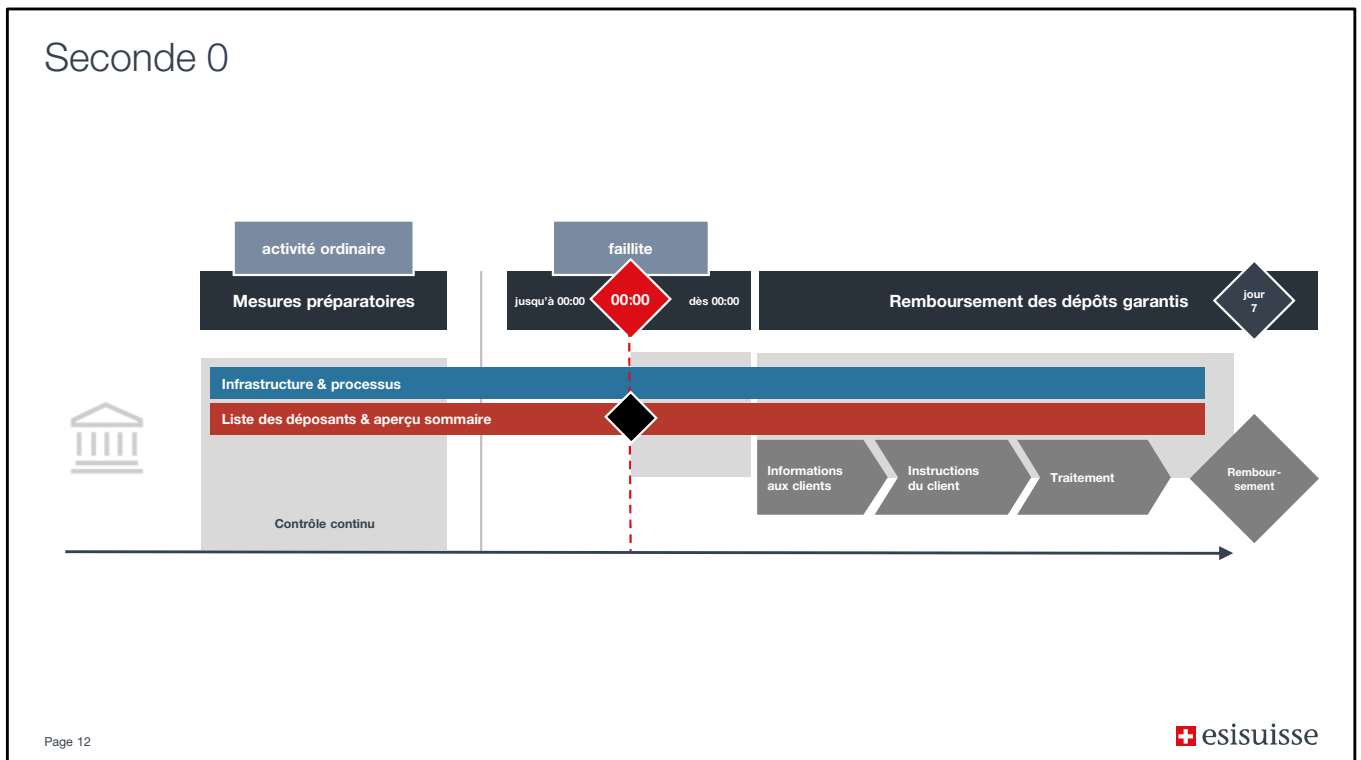 Seconde 0
activité ordinaire
faillite
Mesures préparatoires
jusqu'à 00:00
00:00
dès 00:00
Remboursement des dépôts garantis
jour
7
Infrastructure & processus
Liste des déposants & aperçu sommaire
Informations
aux clients
Instructions
du client
Traitement
Rembour-
sement
Contrôle continu
Page 12
esisuisse